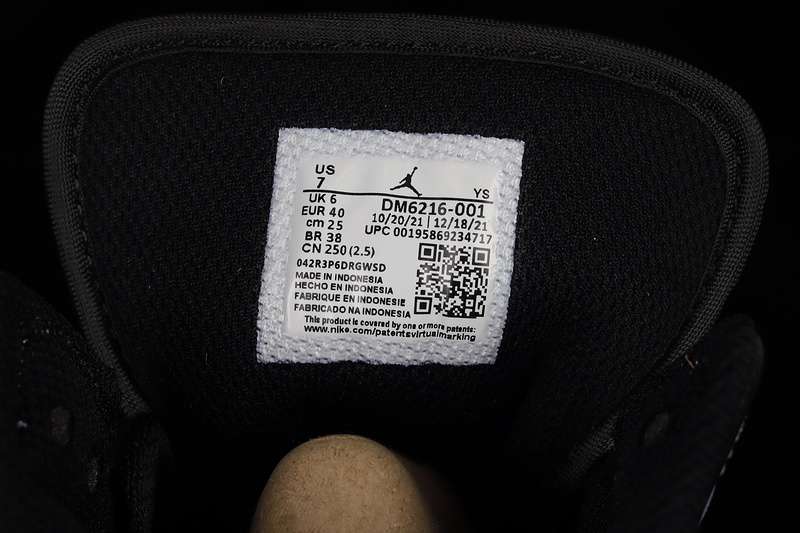 US
7 YS
UK 6
EUR 40
cm 25
BR 38
CN 250 (2.5)
DM6216-001
10/20/21 | 12/18/21
UPC 00195869234717
042R3P6DRGWSD
MADE IN INDONESIA
HECHO EN INDONESIA
FABRIQUE EN INDONESIE
FABRICADO NA INDONESIA
This product is covered by one or more patents:
www.nike.com/patentsvirtualmarking